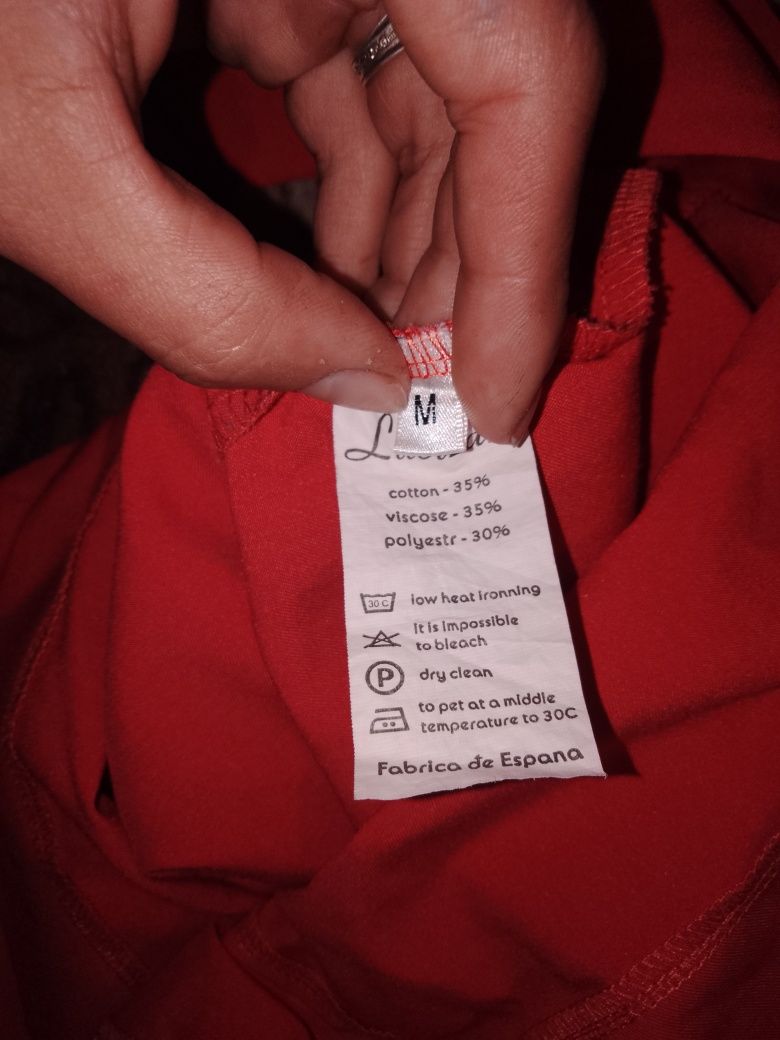 M
cotton - 35%
viscose - 35%
polyestr - 30%
30 C
low heat ironning
it is impossible
to bleach
P
dry clean
to pet at a middle
temperature to 30C
Fabrica de Espana